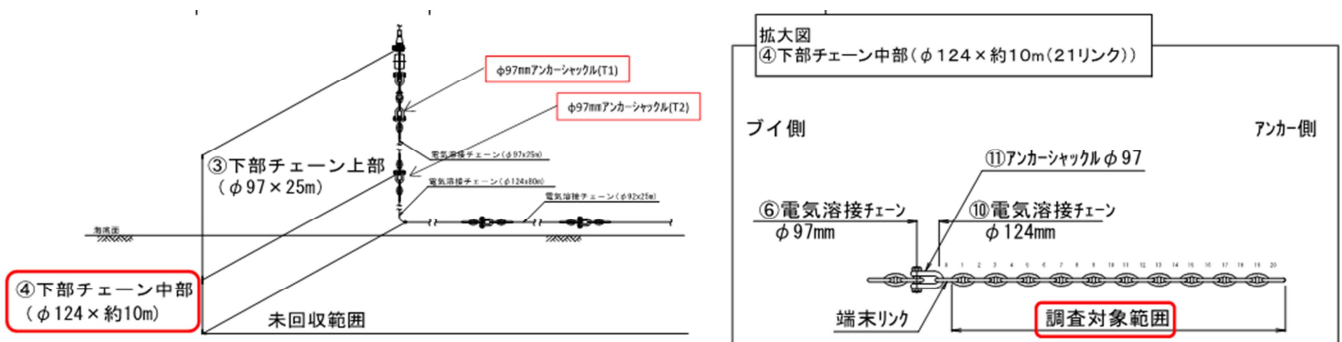 φ97mmアンカーシャックル(T1)
φ97mmアンカーシャックル(T2)
電気溶接チェーン(φ97x25m)
③下部チェーン上部
(φ97×25m)
電気溶接チェーン(φ124x80m)
電気溶接チェーン(φ92x25m)
海底面
④下部チェーン中部
(φ124×約10m)
未回収範囲
拡大図
④下部チェーン中部(φ124×約10m(21リンク))
ブイ側
アンカー側
⑪アンカーシャックルφ97
⑥電気溶接チェーン
φ97mm
⑩電気溶接チェーン
φ124mm
0 1 2 3 4 5 6 7 8 9 10 11 12 13 14 15 16 17 18 19 20
端末リンク
調査対象範囲